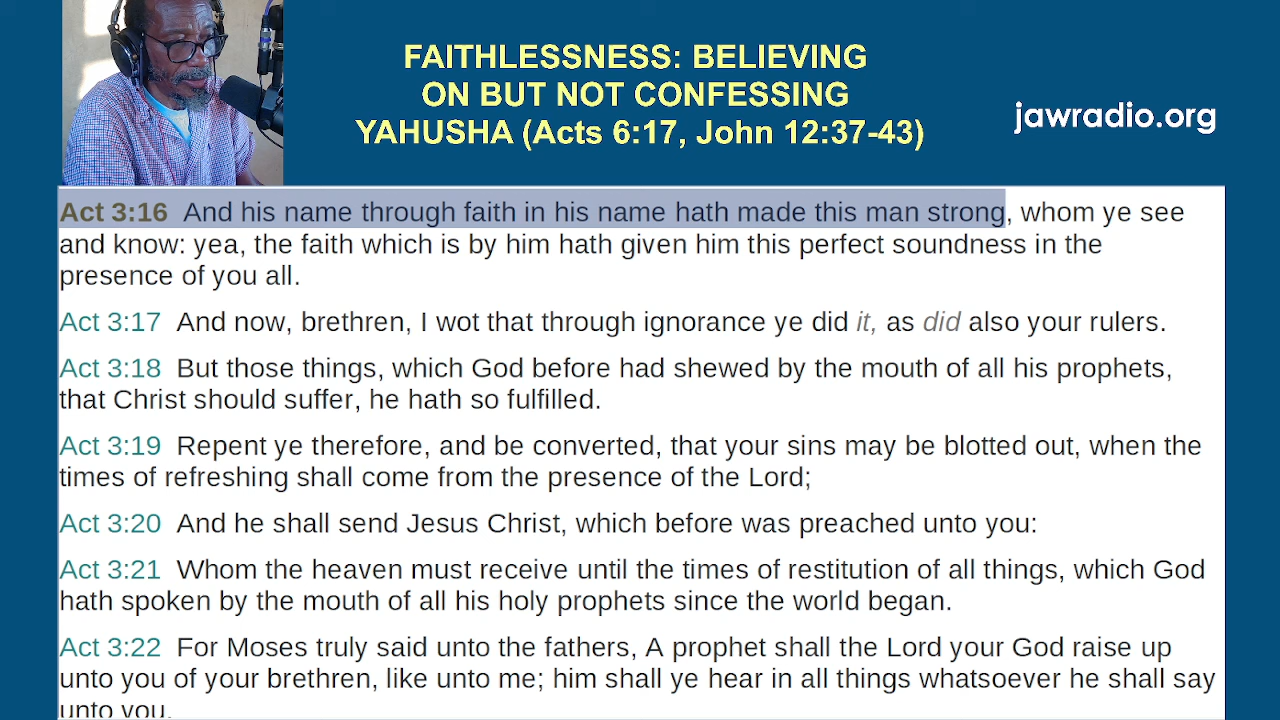 FAITHLESSNESS: BELIEVING
ON BUT NOT CONFESSING
YAHUSHA (Acts 6:17, John 12:37-43)
jawradio.org
Act 3:16 And his name through faith in his name hath made this man strong, whom ye see
and know: yea, the faith which is by him hath given him this perfect soundness in the
presence of you all.
Act 3:17 And now, brethren, I wot that through ignorance ye did it, as did also your rulers.
Act 3:18 But those things, which God before had shewed by the mouth of all his prophets,
that Christ should suffer, he hath so fulfilled.
Act 3:19 Repent ye therefore, and be converted, that your sins may be blotted out, when the
times of refreshing shall come from the presence of the Lord;
Act 3:20 And he shall send Jesus Christ, which before was preached unto you:
Act 3:21 Whom the heaven must receive until the times of restitution of all things, which God
hath spoken by the mouth of all his holy prophets since the world began.
Act 3:22 For Moses truly said unto the fathers, A prophet shall the Lord your God raise up
unto you of your brethren, like unto me; him shall ye hear in all things whatsoever he shall say
unto you.